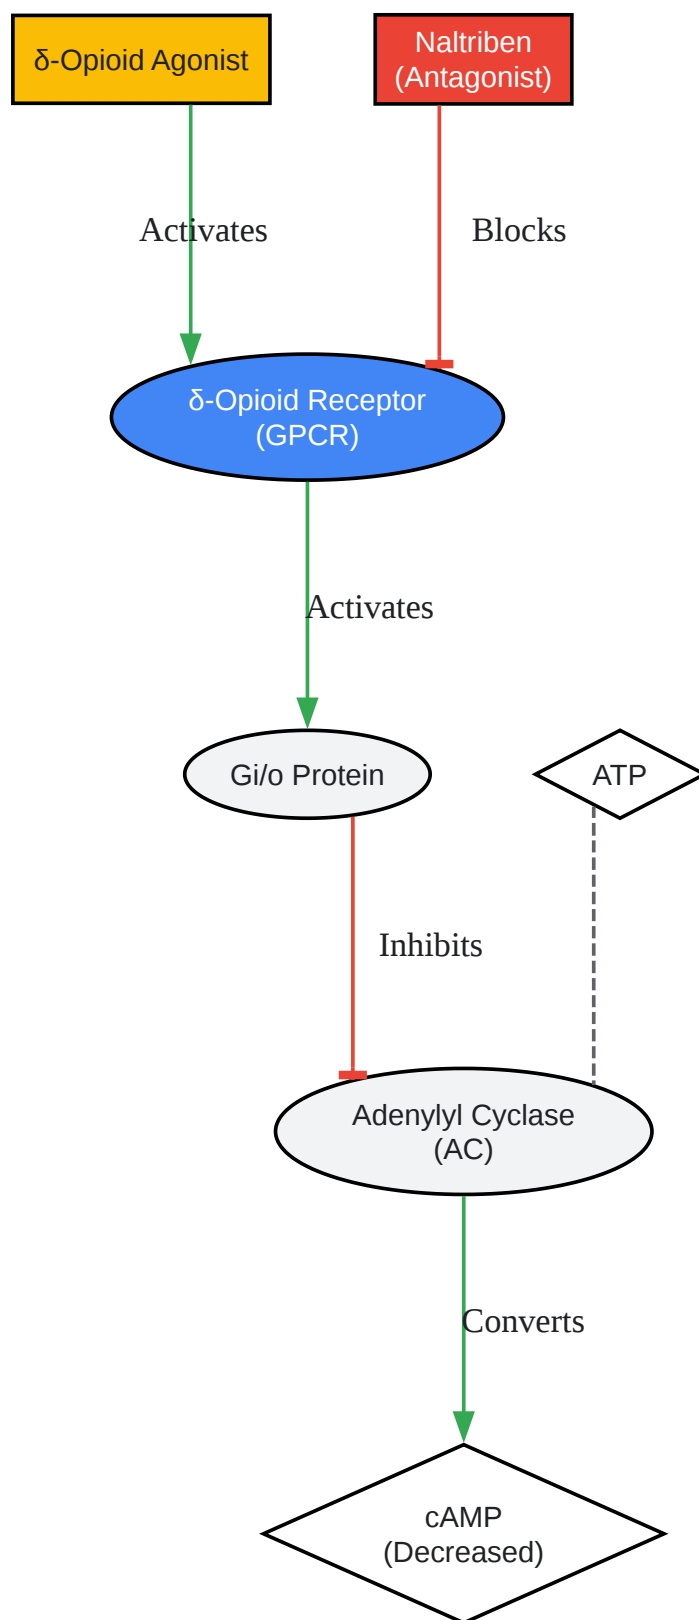 δ-Opioid Agonist
Naltriben
(Antagonist)
Activates
Blocks
δ-Opioid Receptor
(GPCR)
Activates
Gi/o Protein
ATP
Inhibits
Adenylyl Cyclase
(AC)
Converts
cAMP
(Decreased)